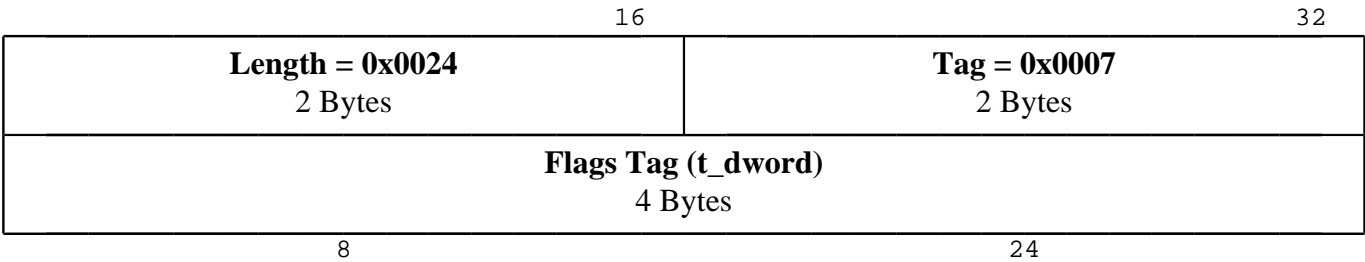 16 32
Length = 0x0024 Tag = 0x0007
2 Bytes 2 Bytes
Flags Tag (t_dword)
4 Bytes
8 24